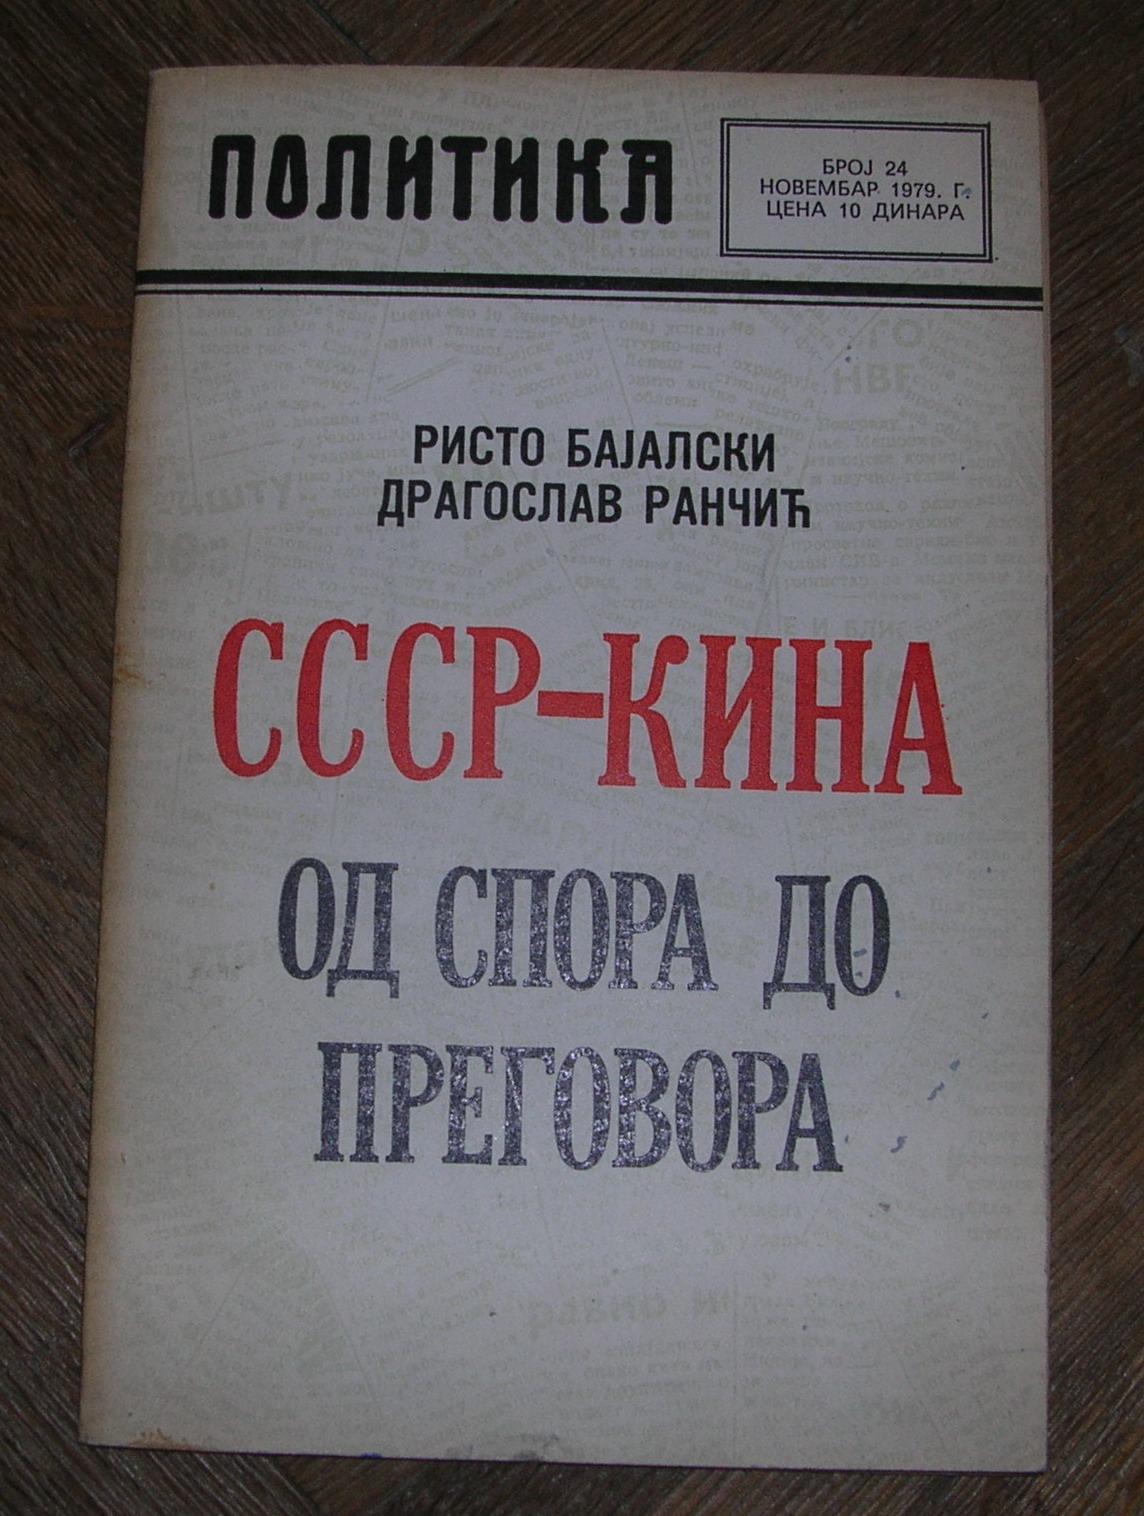 ПОЛИТИКА
БРОЈ 24
НОВЕМБАР 1979. Г.
ЦЕНА 10 ДИНАРА
РИСТО БАЈАЛСКИ
ДРАГОСЛАВ РАНЧИЋ
СССР–КИНА
ОД СПОРА ДО
ПРЕГОВОРА